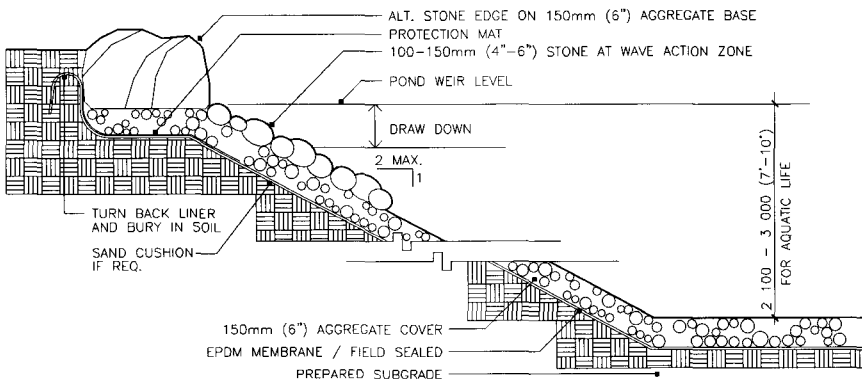 ALT. STONE EDGE ON 150mm (6") AGGREGATE BASE
PROTECTION MAT
100-150mm (4"-6") STONE AT WAVE ACTION ZONE
POND WEIR LEVEL
DRAW DOWN
2 MAX.
1
TURN BACK LINER
AND BURY IN SOIL
SAND CUSHION
IF REQ.
2 100 - 3 000 (7'-10")
FOR AQUATIC LIFE
150mm (6") AGGREGATE COVER
EPDM MEMBRANE / FIELD SEALED
PREPARED SUBGRADE